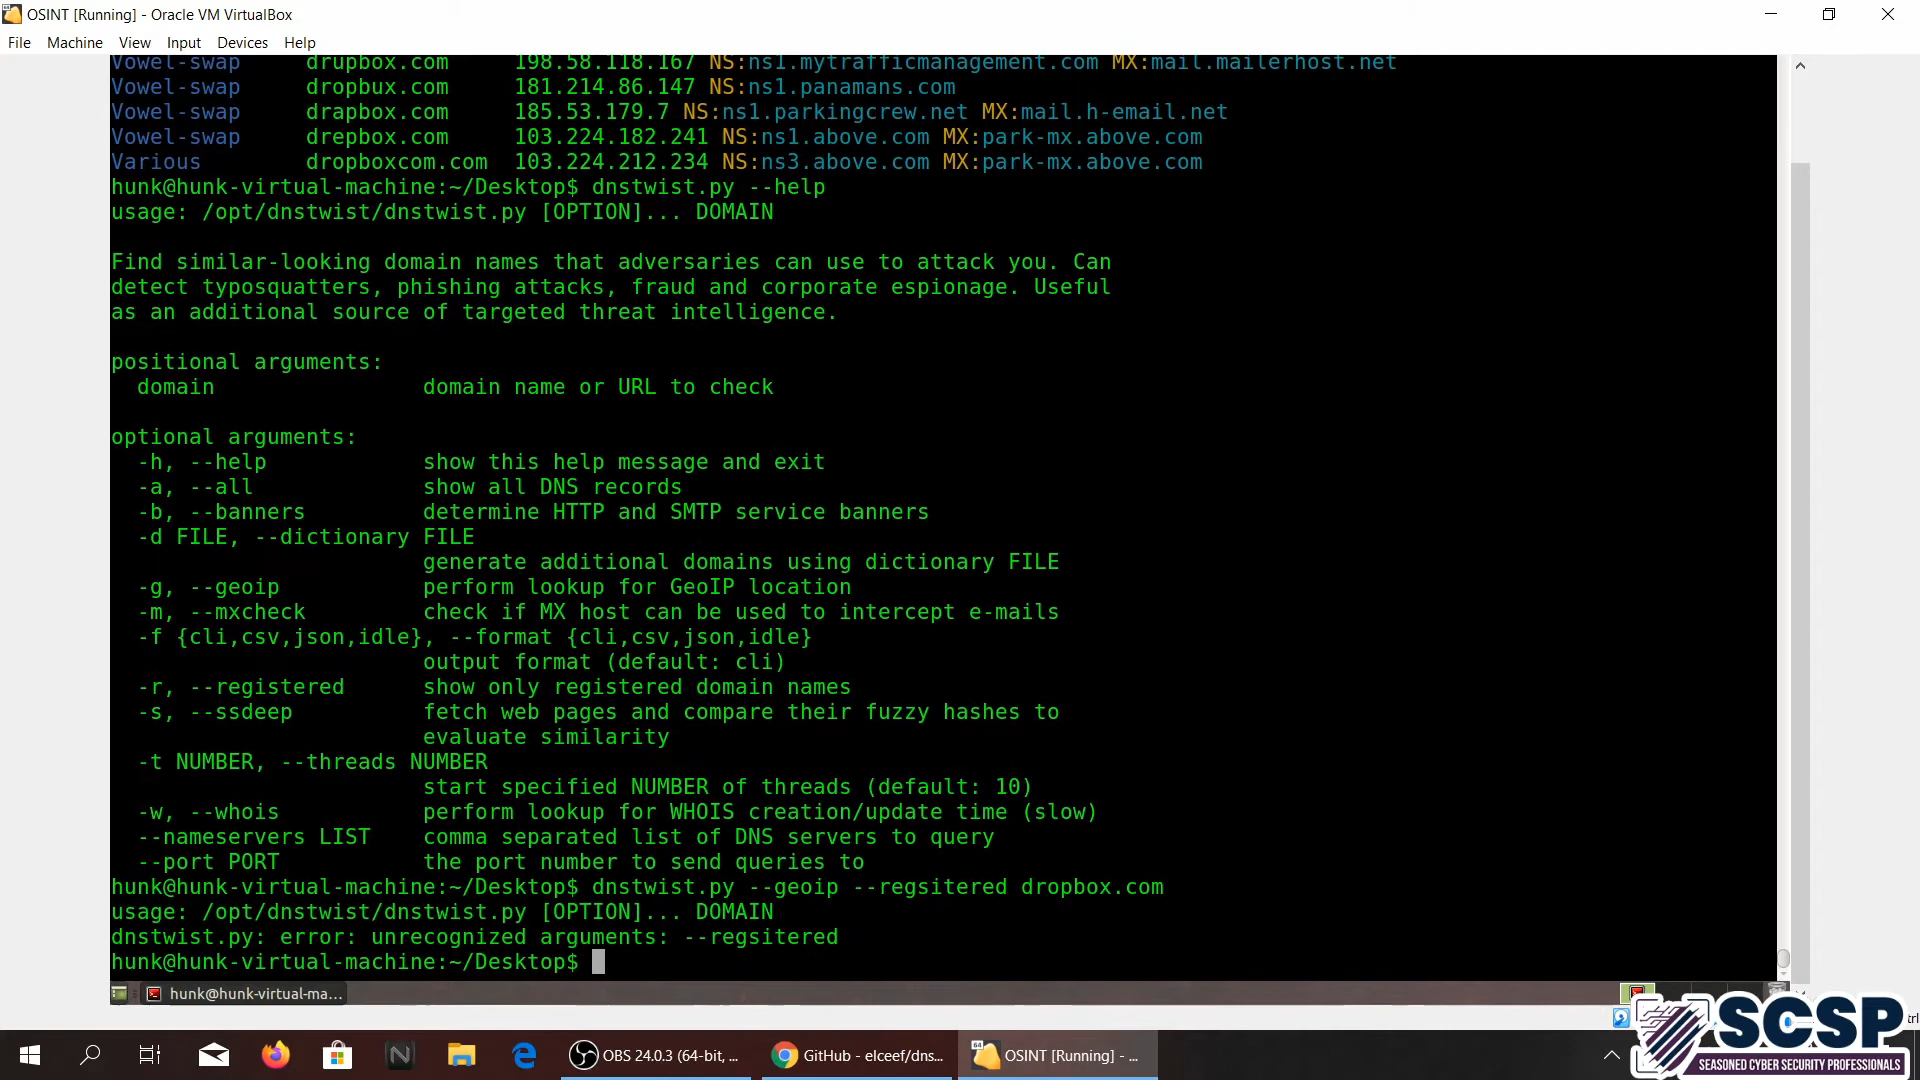 OSINT [Running] - Oracle VM VirtualBox
File Machine View Input Devices Help
Vowel-swap drupbox.com 198.58.118.167 NS:ns1.mytrafficmanagement.com MX:mail.mailerhost.net
Vowel-swap dropbux.com 181.214.86.147 NS:ns1.panamans.com
Vowel-swap drapbox.com 185.53.179.7 NS:ns1.parkingcrew.net MX:mail.h-email.net
Vowel-swap drepbox.com 103.224.182.241 NS:ns1.above.com MX:park-mx.above.com
Various dropboxcom.com 103.224.212.234 NS:ns3.above.com MX:park-mx.above.com
hunk@hunk-virtual-machine:~/Desktop$ dnstwist.py --help
usage: /opt/dnstwist/dnstwist.py [OPTION]... DOMAIN
Find similar-looking domain names that adversaries can use to attack you. Can
detect typosquatters, phishing attacks, fraud and corporate espionage. Useful
as an additional source of targeted threat intelligence.
positional arguments:
domain domain name or URL to check
optional arguments:
-h, --help show this help message and exit
-a, --all show all DNS records
-b, --banners determine HTTP and SMTP service banners
-d FILE, --dictionary FILE
generate additional domains using dictionary FILE
-g, --geoip perform lookup for GeoIP location
-m, --mxcheck check if MX host can be used to intercept e-mails
-f {cli,csv,json,idle}, --format {cli,csv,json,idle}
output format (default: cli)
-r, --registered show only registered domain names
-s, --ssdeep fetch web pages and compare their fuzzy hashes to
evaluate similarity
-t NUMBER, --threads NUMBER
start specified NUMBER of threads (default: 10)
-w, --whois perform lookup for WHOIS creation/update time (slow)
--nameservers LIST comma separated list of DNS servers to query
--port PORT the port number to send queries to
hunk@hunk-virtual-machine:~/Desktop$ dnstwist.py --geoip --regsitered dropbox.com
usage: /opt/dnstwist/dnstwist.py [OPTION]... DOMAIN
dnstwist.py: error: unrecognized arguments: --regsitered
hunk@hunk-virtual-machine:~/Desktop$
hunk@hunk-virtual-ma...
OBS 24.0.3 (64-bit, ... GitHub - elceef/dns... OSINT [Running] - ...
SCSP
SEASONED CYBER SECURITY PROFESSIONALS